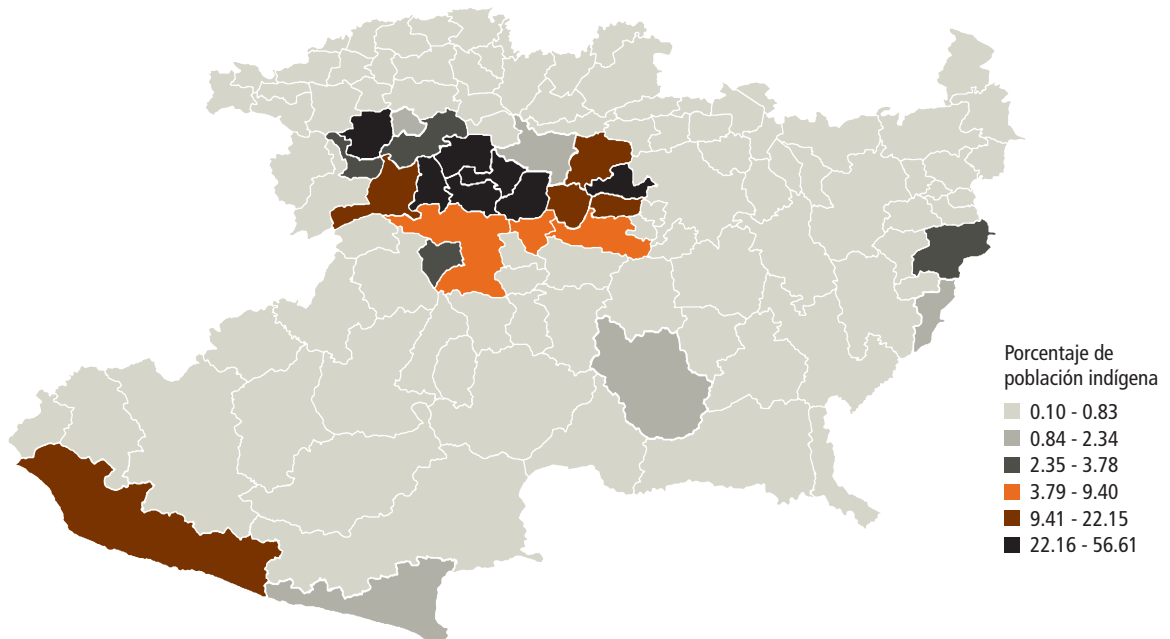 Porcentaje de
población indígena
0.10 - 0.83
0.84 - 2.34
2.35 - 3.78
3.79 - 9.40
9.41 - 22.15
22.16 - 56.61